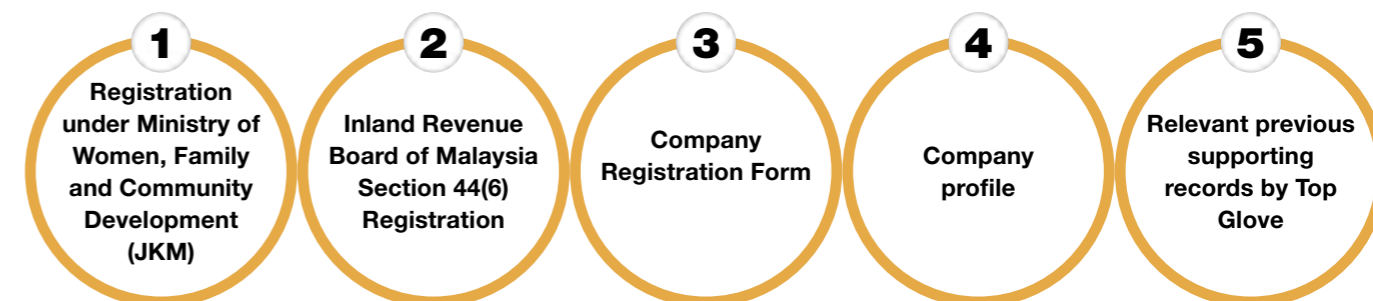 1
Registration
under Ministry of
Women, Family
and Community
Development
(JKM)
2
Inland Revenue
Board of Malaysia
Section 44(6)
Registration
3
Company
Registration Form
4
Company
profile
5
Relevant previous
supporting
records by Top
Glove